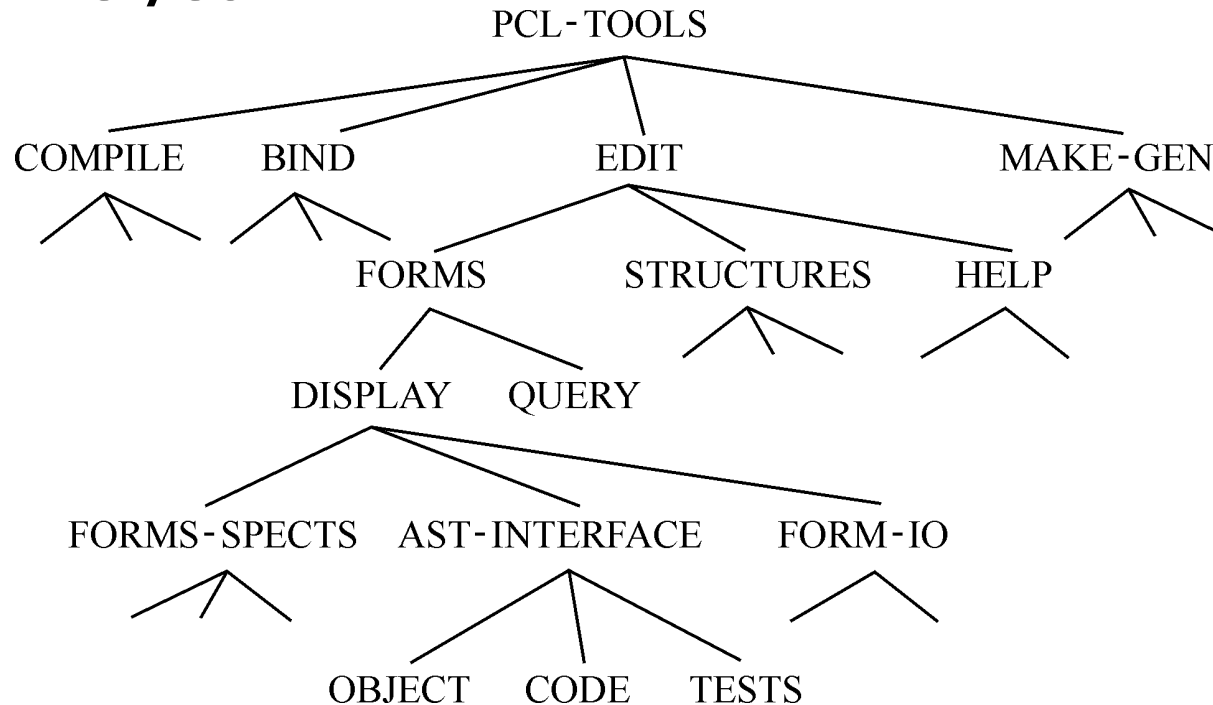 PCL-TOOLS
COMPILE BIND EDIT MAKE-GEN
FORMS STRUCTURES HELP
DISPLAY QUERY
FORMS-SPECTS AST-INTERFACE FORM-IO
OBJECT CODE TESTS